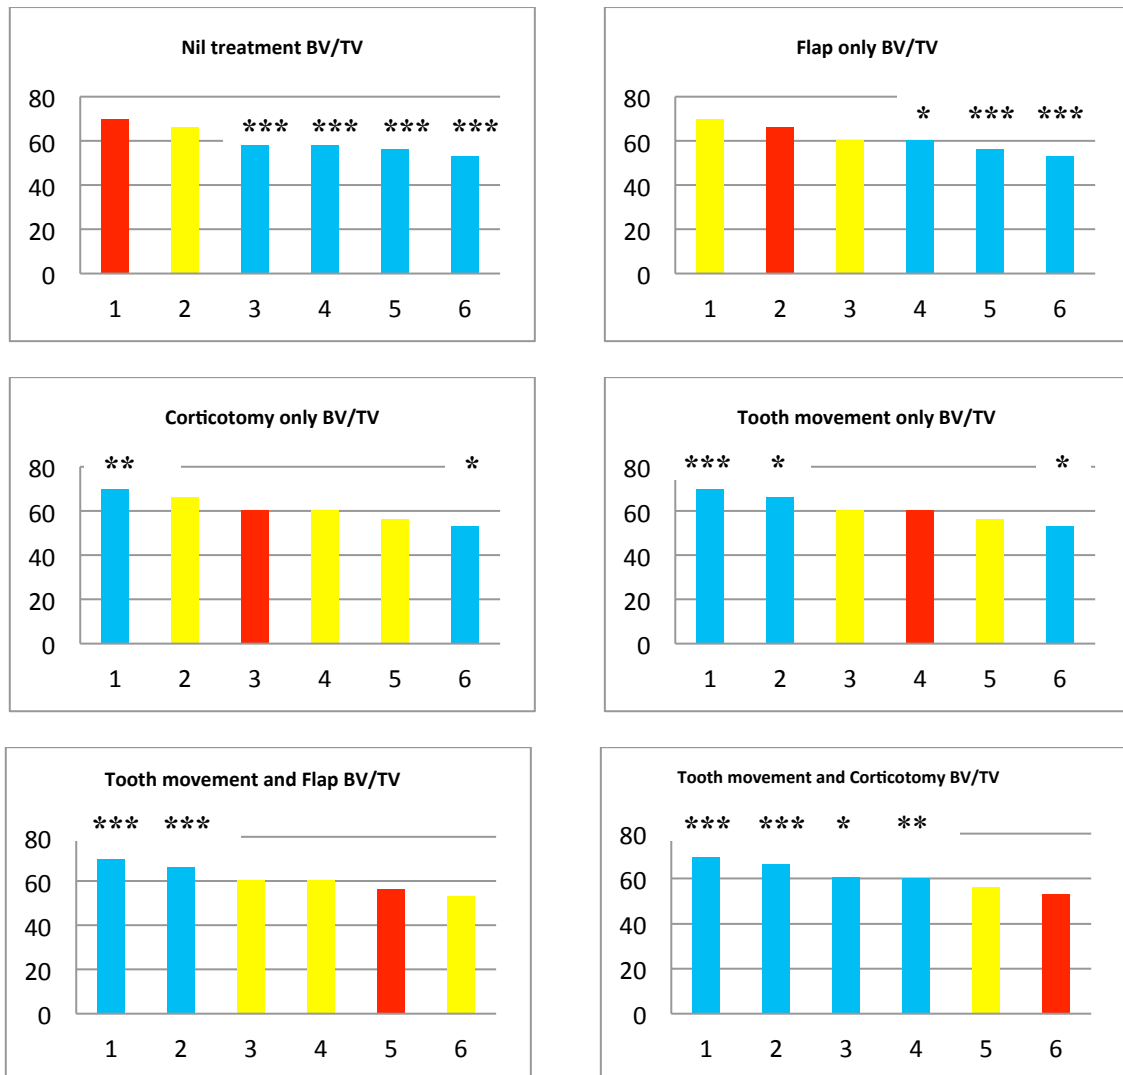 Nil treatment BV/TV
80
*** *** *** ***
60
40
20
0
1 2 3 4 5 6
Flap only BV/TV
80
* *** ***
60
40
20
0
1 2 3 4 5 6
Corticotomy only BV/TV
80
** *
60
40
20
0
1 2 3 4 5 6
Tooth movement only BV/TV
80
*** * *
60
40
20
0
1 2 3 4 5 6
Tooth movement and Flap BV/TV
*** ***
80
60
40
20
0
1 2 3 4 5 6
Tooth movement and Corticotomy BV/TV
*** *** * **
80
60
40
20
0
1 2 3 4 5 6